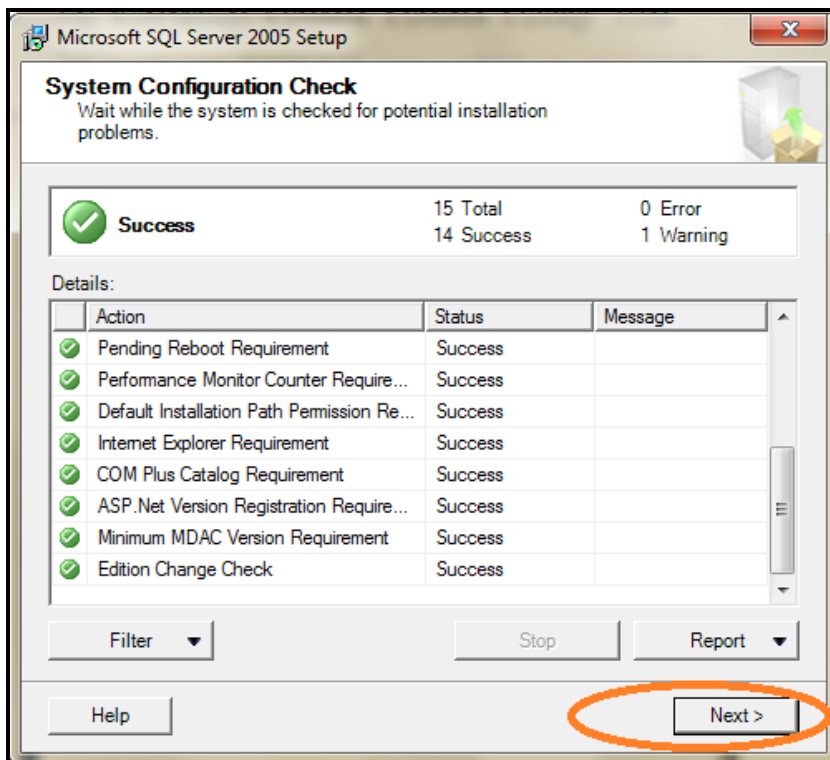 Microsoft SQL Server 2005 Setup
x
System Configuration Check
Wait while the system is checked for potential installation
problems.
Success
15 Total
0 Error
14 Success
1 Warning
Details:
Action Status Message
Pending Reboot Requirement Success
Performance Monitor Counter Require... Success
Default Installation Path Permission Re... Success
Internet Explorer Requirement Success
COM Plus Catalog Requirement Success
ASP.Net Version Registration Require... Success
Minimum MDAC Version Requirement Success
Edition Change Check Success
Filter Stop Report
Help Next >